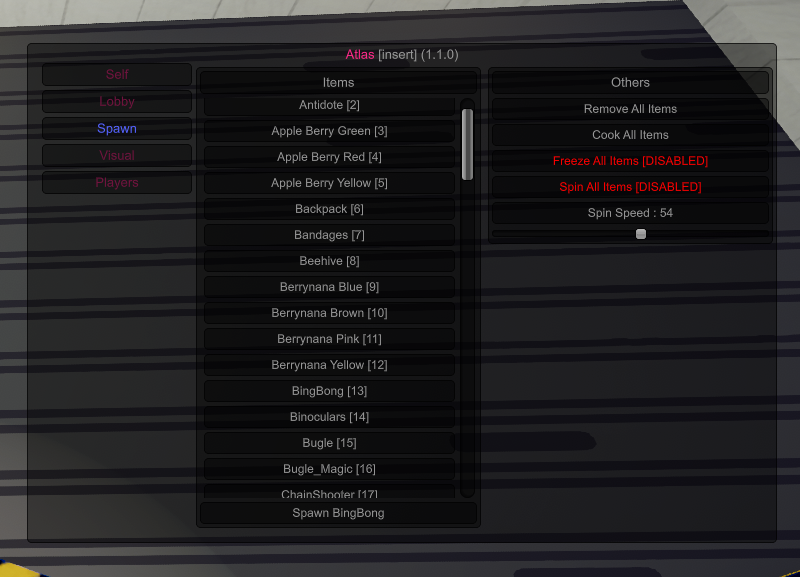 Atlas [insert] (1.1.0)
Self
Lobby
Spawn
Visual
Players
Items
Antidote [2]
Apple Berry Green [3]
Apple Berry Red [4]
Apple Berry Yellow [5]
Backpack [6]
Bandages [7]
Beehive [8]
Berrynana Blue [9]
Berrynana Brown [10]
Berrynana Pink [11]
Berrynana Yellow [12]
BingBong [13]
Binoculars [14]
Bugle [15]
Bugle_Magic [16]
ChainShooter [17]
Spawn BingBong
Others
Remove All Items
Cook All Items
Freeze All Items [DISABLED]
Spin All Items [DISABLED]
Spin Speed : 54